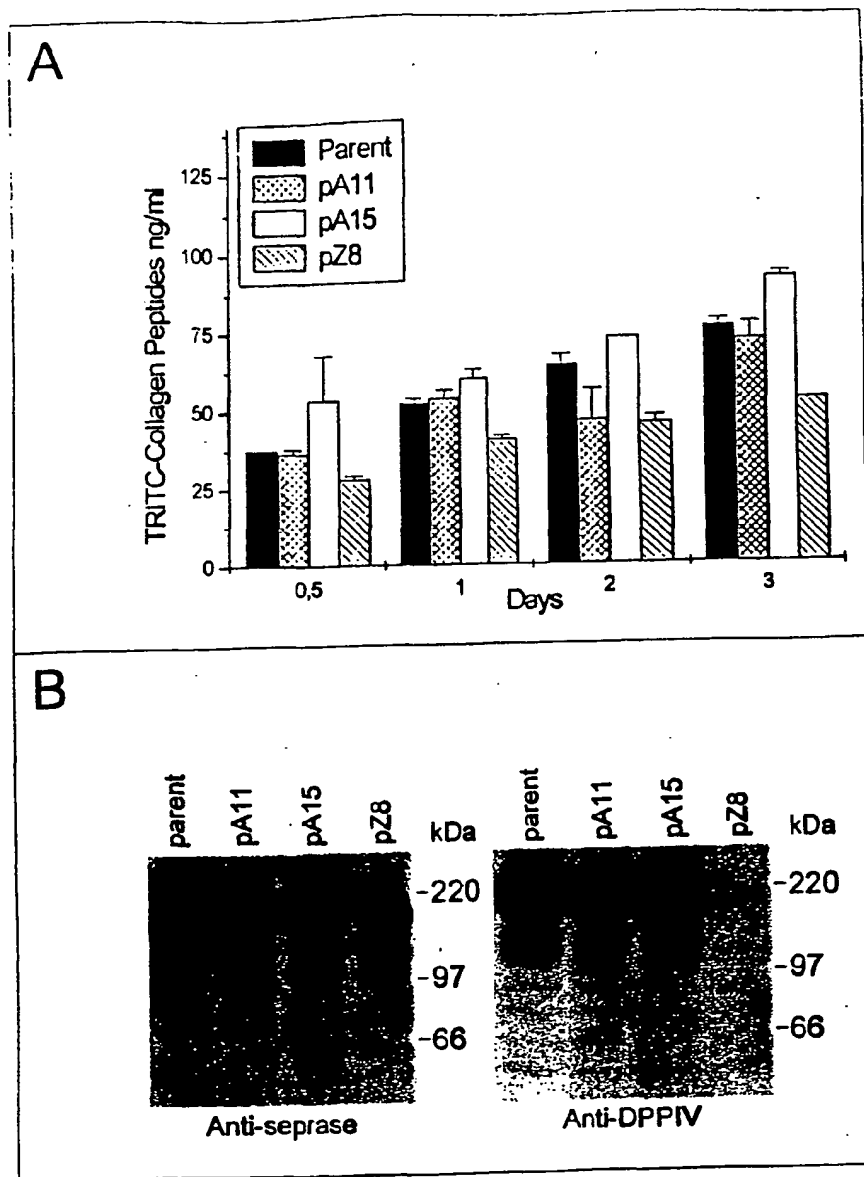 A
Parent
pA11
pA15
pZ8
TRITC-Collagen Peptides ng/ml
125
100
75
50
25
0
0,5 1 2 3
Days
B
parent pA11 pA15 pZ8 kDa
-220
-97
-66
Anti-seprase
parent pA11 pA15 pZ8 kDa
-220
-97
-66
Anti-DPPIV